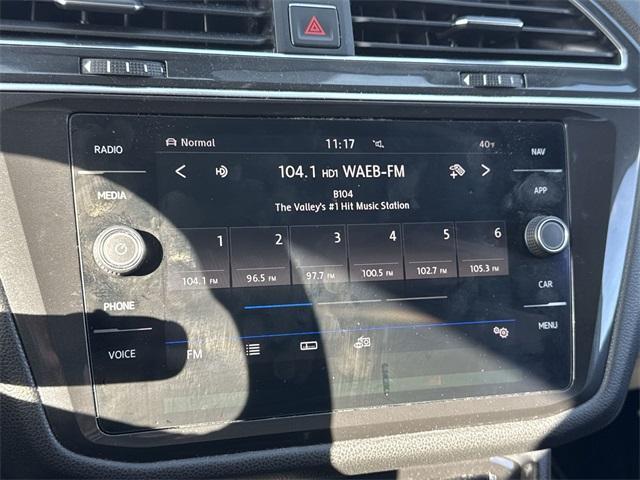 RADIO
MEDIA
PHONE
VOICE
Normal 11:17 40°F
104.1 HD1 WAEB-FM
B104
The Valley's #1 Hit Music Station
1 2 3 4 5 6
104.1 FM 96.5 FM 97.7 FM 100.5 FM 102.7 FM 105.3 FM
FM
NAV
APP
CAR
MENU